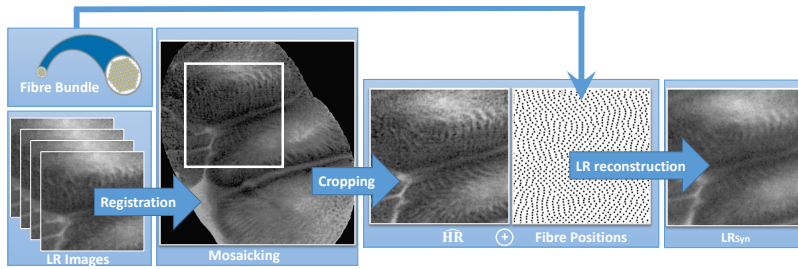 Fibre Bundle
LR Images
Registration
Mosaicking
Cropping
ĤR + Fibre Positions
LR reconstruction
LRSyn